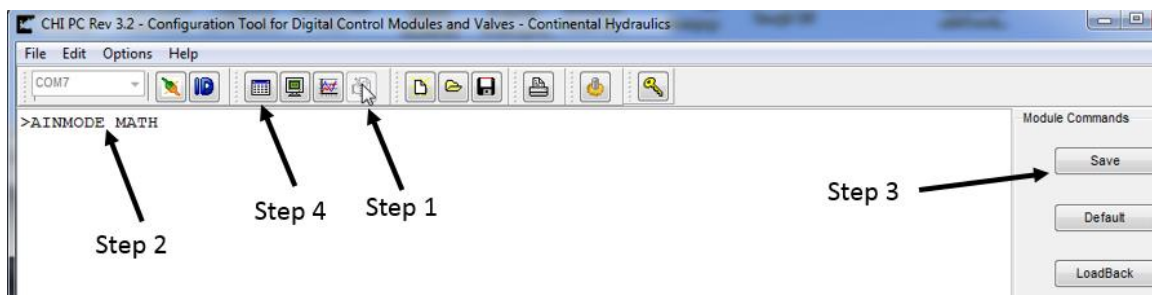 CHI PC Rev 3.2 - Configuration Tool for Digital Control Modules and Valves - Continental Hydraulics
File Edit Options Help
COM7
ID
>AINMODE MATH
Module Commands
Save
Step 3
Step 4
Step 1
Default
Step 2
LoadBack